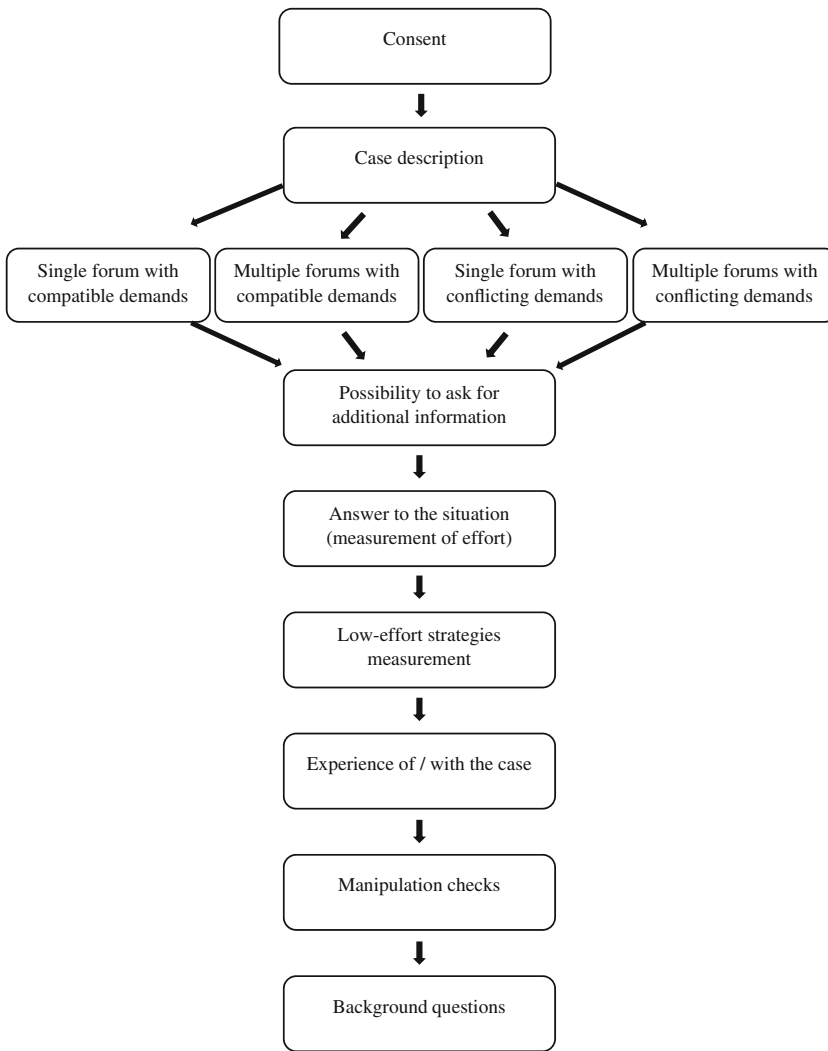 Consent
Case description
Single forum with
compatible demands
Multiple forums with
compatible demands
Single forum with
conflicting demands
Multiple forums with
conflicting demands
Possibility to ask for
additional information
Answer to the situation
(measurement of effort)
Low-effort strategies
measurement
Experience of / with the case
Manipulation checks
Background questions